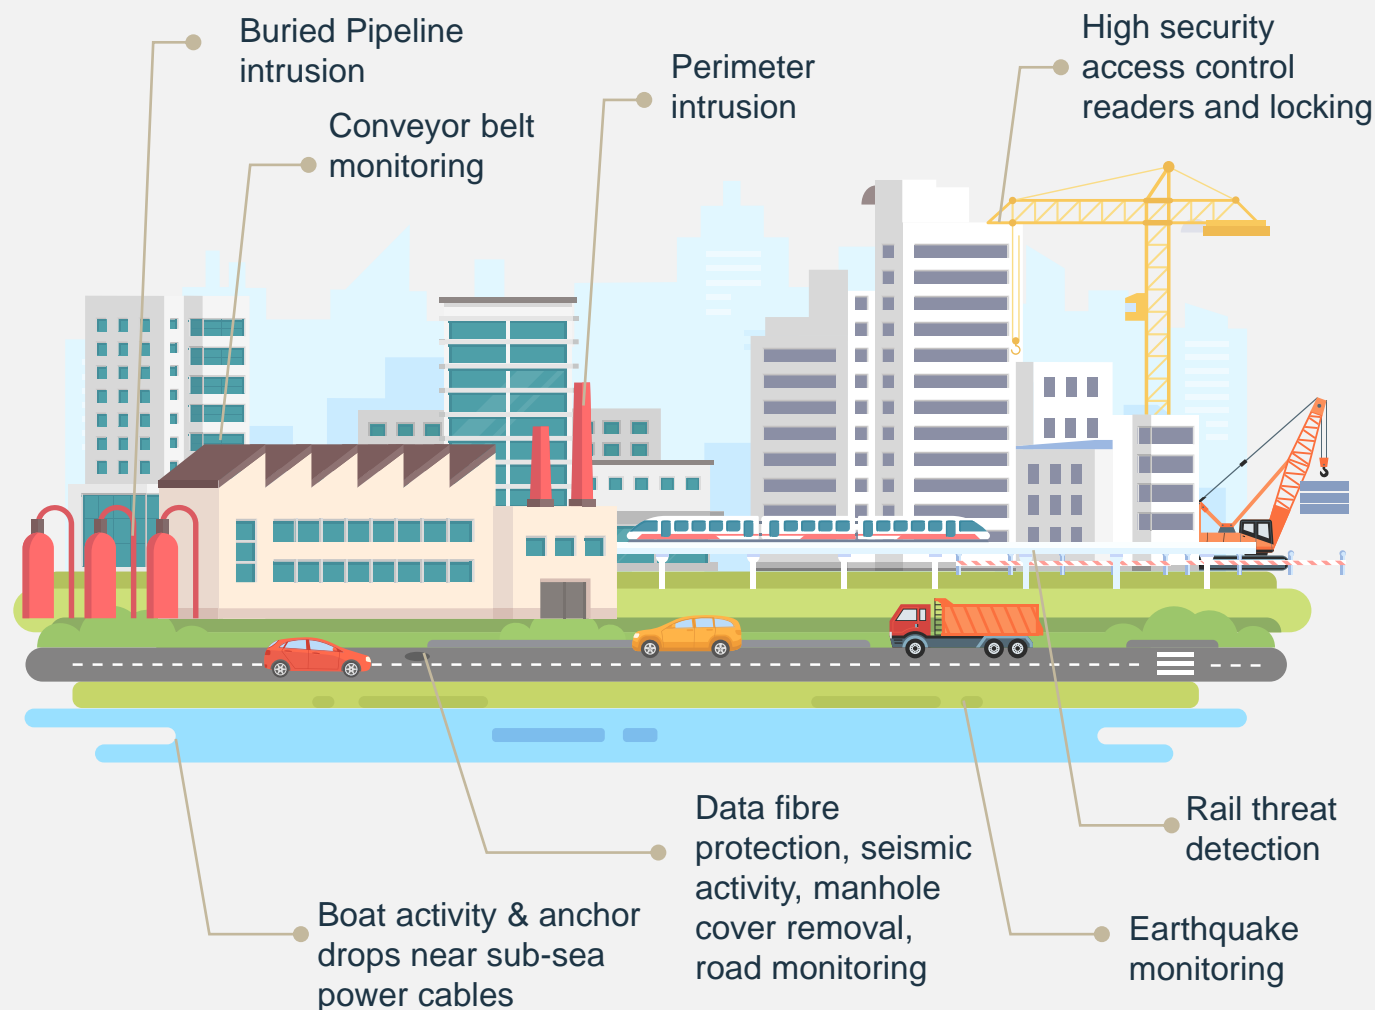 Buried Pipeline
intrusion
Conveyor belt
monitoring
Perimeter
intrusion
High security
access control
readers and locking
Boat activity & anchor
drops near sub-sea
power cables
Data fibre
protection, seismic
activity, manhole
cover removal,
road monitoring
Rail threat
detection
Earthquake
monitoring